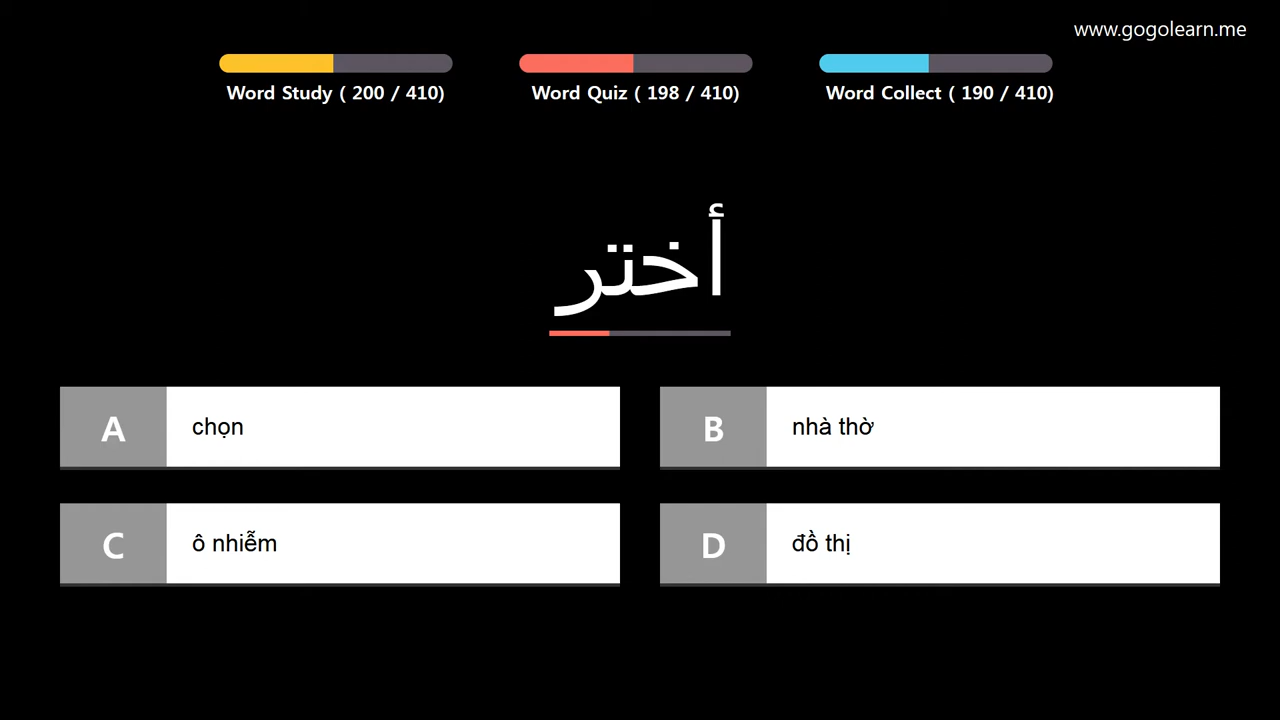 www.gogolearn.me
Word Study ( 200 / 410)
Word Quiz ( 198 / 410)
Word Collect ( 190 / 410)
أختر
A chọn
B nhà thờ
C ô nhiễm
D đồ thị